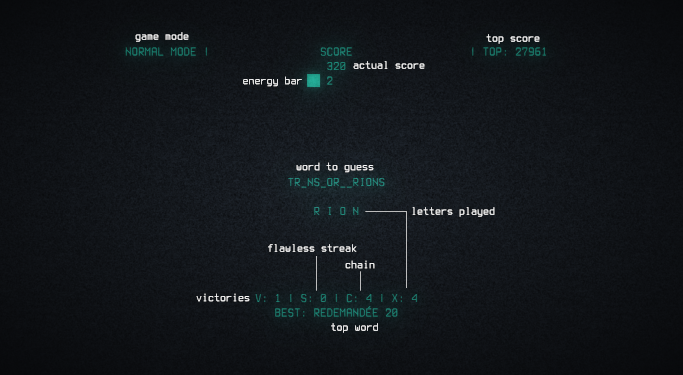 game mode
top score
NORMAL MODE |
SCORE
| TOP: 27961
320 actual score
energy bar 2
word to guess
TR_NS_OR__RIONS
R I O N letters played
flawless streak
chain
victories V: 1 | S: 0 | C: 4 | X: 4
BEST: REDEMANDÉE 20
top word